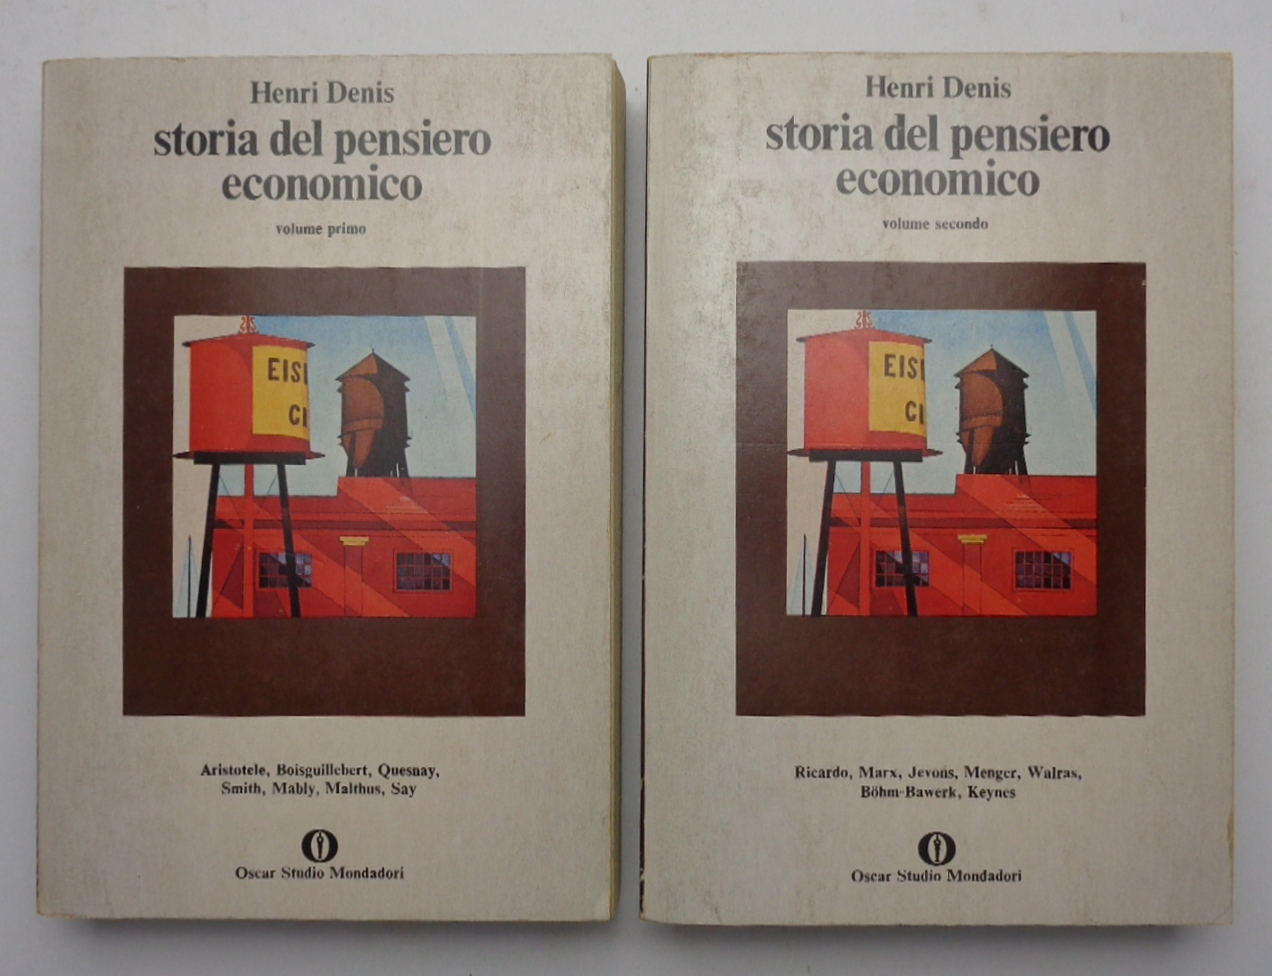 Henri Denis
storia del pensiero
economico
volume primo
EISI
CI
Aristotele, Boisguillebert, Quesnay,
Smith, Mably, Malthus, Say
Oscar Studio Mondadori
Henri Denis
storia del pensiero
economico
volume secondo
EISI
CI
Ricardo, Marx, Jevons, Menger, Walras,
Böhm-Bawerk, Keynes
Oscar Studio Mondadori